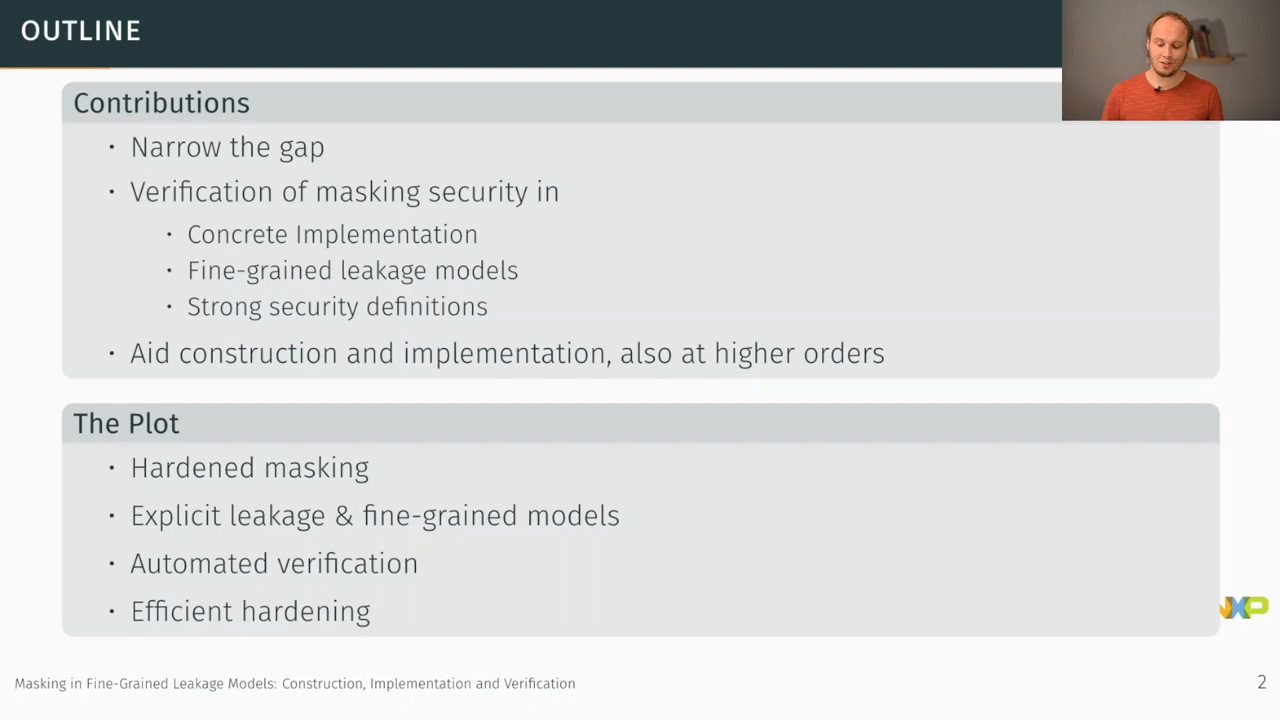 OUTLINE
Contributions
· Narrow the gap
· Verification of masking security in
· Concrete Implementation
· Fine-grained leakage models
· Strong security definitions
· Aid construction and implementation, also at higher orders
The Plot
· Hardened masking
· Explicit leakage & fine-grained models
· Automated verification
· Efficient hardening
NXP
Masking in Fine-Grained Leakage Models: Construction, Implementation and Verification
2